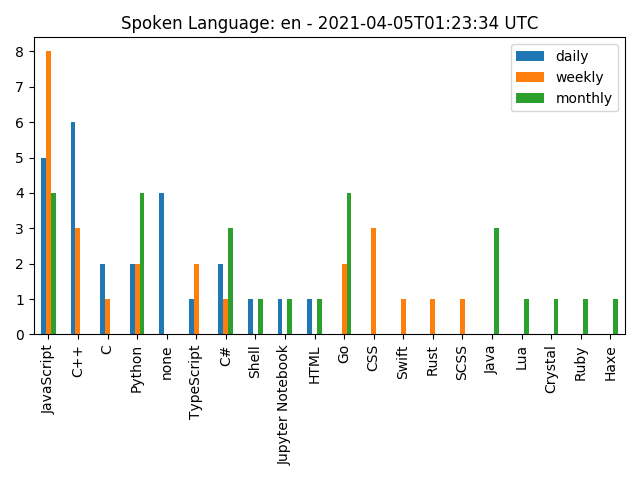 Spoken Language: en - 2021-04-05T01:23:34 UTC
daily
weekly
monthly
8
7
6
5
4
3
2
1
0
JavaScript
C++
C
Python
none
TypeScript
C#
Shell
Jupyter Notebook
HTML
Go
CSS
Swift
Rust
SCSS
Java
Lua
Crystal
Ruby
Haxe